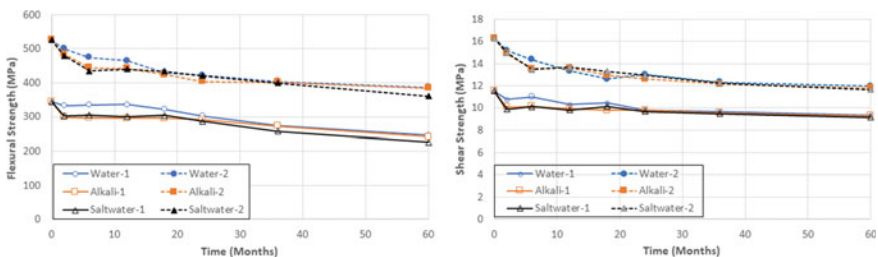 600
500
400
300
200
100
0
Flexural Strength (MPa)
0 10 20 30 40 50 60
Time (Months)
Water-1 Water-2
Alkali-1 Alkali-2
Saltwater-1 Saltwater-2
18
16
14
12
10
8
6
4
2
0
Shear Strength (MPa)
0 10 20 30 40 50 60
Time (Months)
Water-1 Water-2
Alkali-1 Alkali-2
Saltwater-1 Saltwater-2